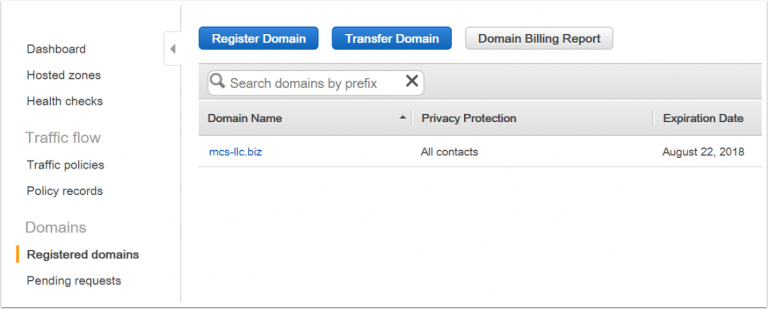 Dashboard
Hosted zones
Health checks
Traffic flow
Traffic policies
Policy records
Domains
Registered domains
Pending requests
Register Domain Transfer Domain Domain Billing Report
Search domains by prefix
Domain Name Privacy Protection Expiration Date
mcs-llc.biz All contacts August 22, 2018